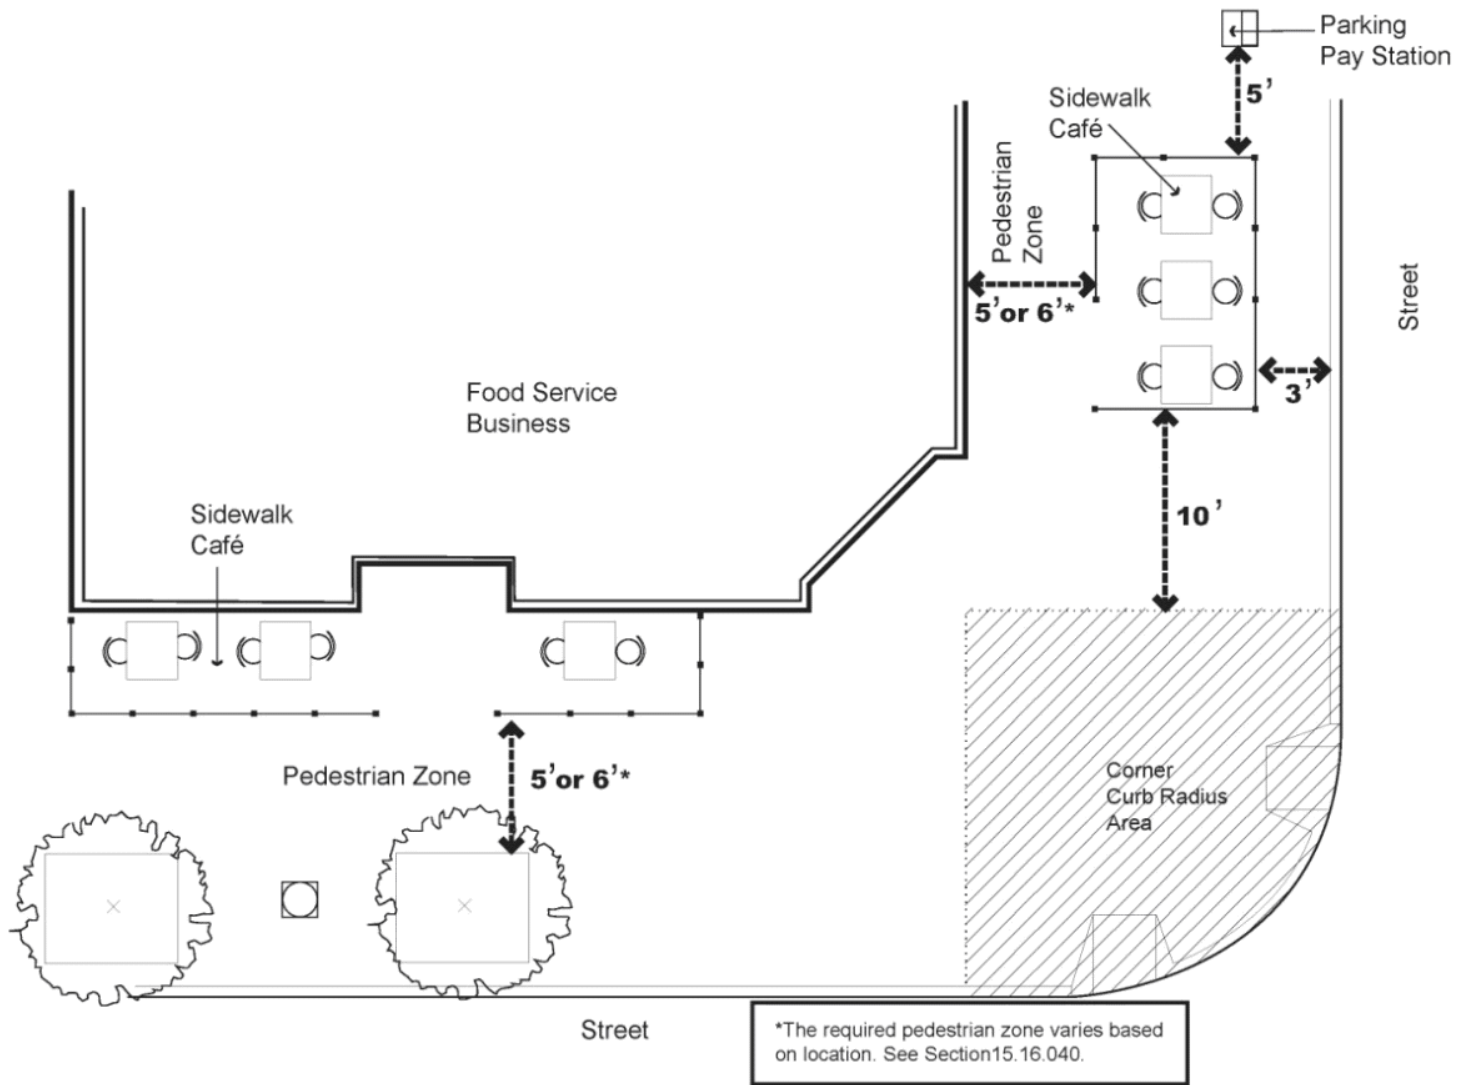 Parking
Pay Station
5’
Sidewalk
Café
Pedestrian
Zone
5’or 6’*
Street
3’
Food Service
Business
10’
Sidewalk
Café
Pedestrian Zone
5’or 6’*
Corner
Curb Radius
Area
Street
*The required pedestrian zone varies based
on location. See Section15.16.040.